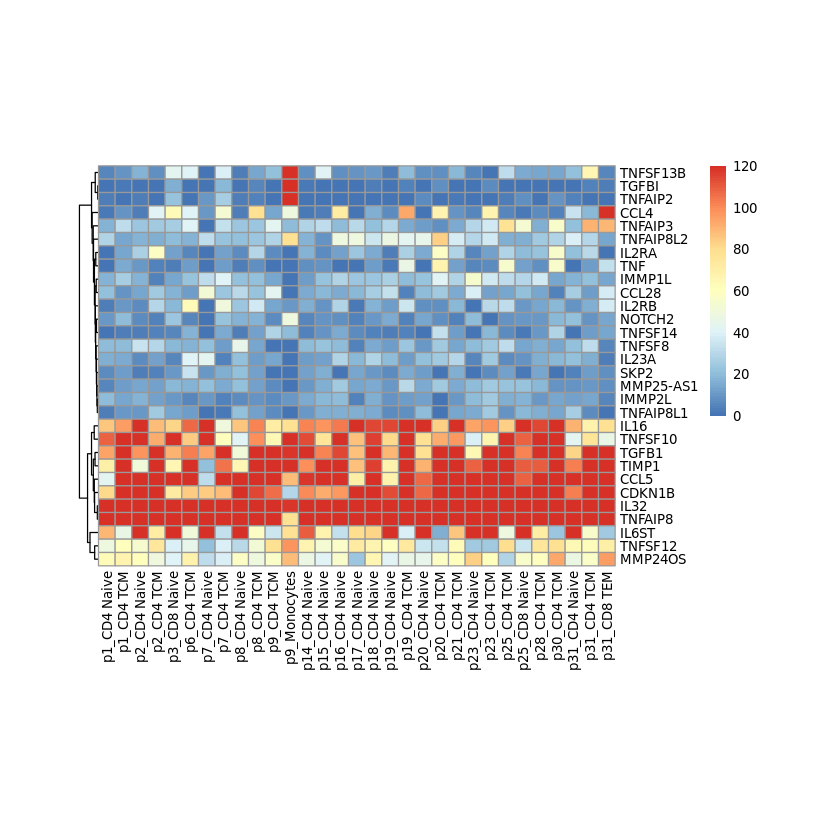 TNFSF13B
TGFBI
TNFAIP2
CCL4
TNFAIP3
TNFAIP8L2
IL2RA
TNF
IMMP1L
CCL28
IL2RB
NOTCH2
TNFSF14
TNFSF8
IL23A
SKP2
MMP25-AS1
IMMP2L
TNFAIP8L1
IL16
TNFSF10
TGFB1
TIMP1
CCL5
CDKN1B
IL32
TNFAIP8
IL6ST
TNFSF12
MMP24OS
120
100
80
60
40
20
0
p1_CD4 Naive
p1_CD4 TCM
p2_CD4 Naive
p2_CD4 TCM
p3_CD8 Naive
p6_CD4 TCM
p7_CD4 Naive
p7_CD4 TCM
p8_CD4 Naive
p8_CD4 TCM
p9_CD4 TCM
p9_Monocytes
p14_CD4 Naive
p15_CD4 Naive
p16_CD4 Naive
p17_CD4 Naive
p18_CD4 Naive
p19_CD4 Naive
p19_CD4 TCM
p20_CD4 Naive
p20_CD4 TCM
p21_CD4 TCM
p23_CD4 Naive
p23_CD4 TCM
p25_CD4 TCM
p25_CD8 Naive
p28_CD4 TCM
p30_CD4 TCM
p31_CD4 Naive
p31_CD4 TCM
p31_CD8 TEM